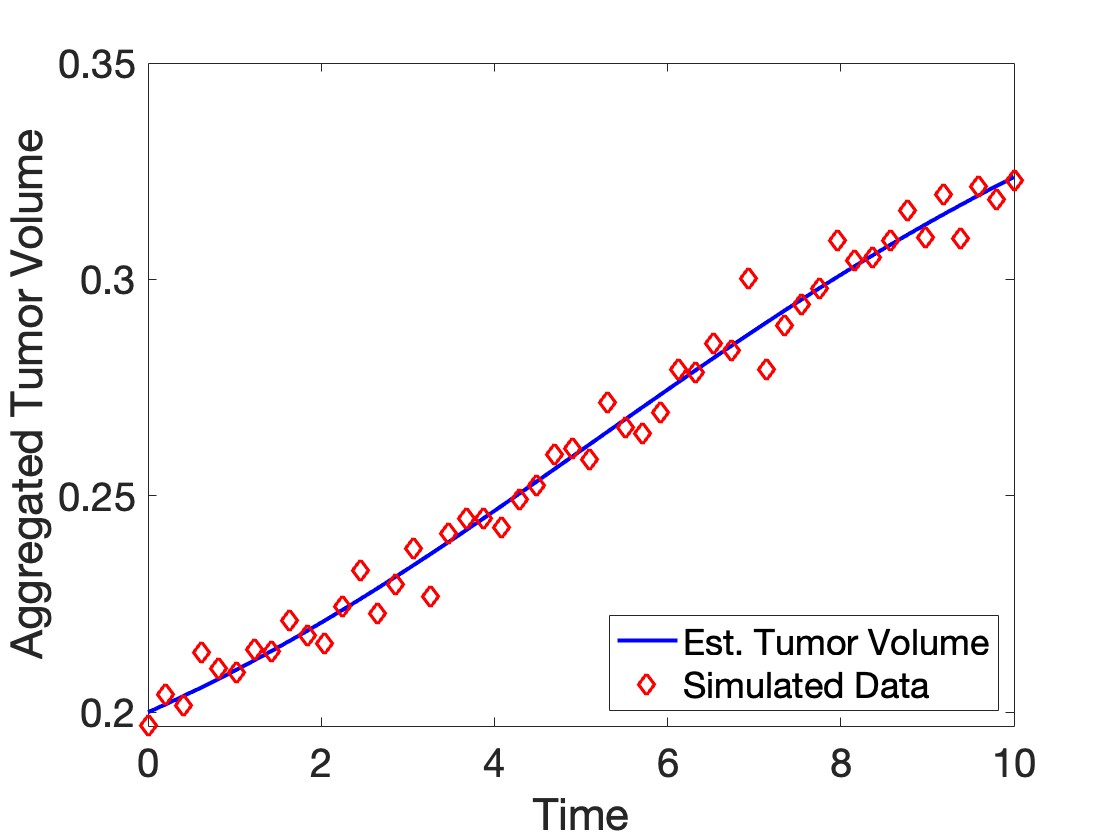 0.35
0.3
0.25
0.2
Aggregated Tumor Volume
Est. Tumor Volume
Simulated Data
0 2 4 6 8 10
Time